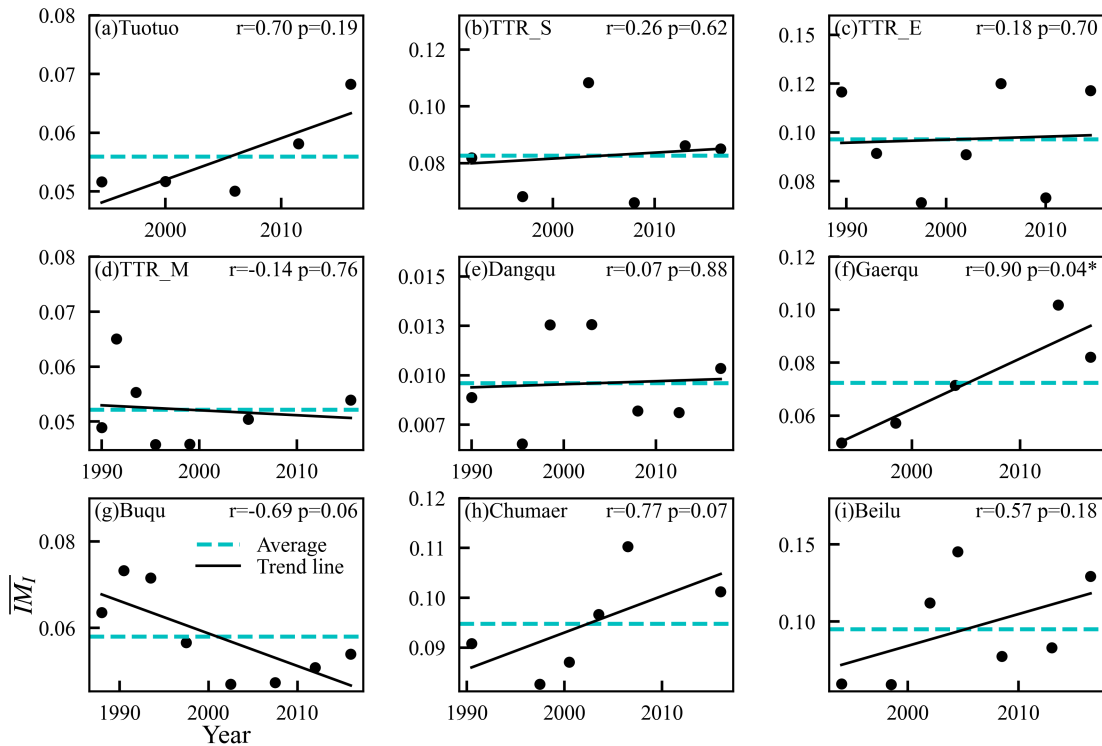 (a)Tuotuo r=0.70 p=0.19
0.08
0.07
0.06
0.05
2000 2010
(b)TTR_S r=0.26 p=0.62
0.12
0.10
0.08
2000 2010
(c)TTR_E r=0.18 p=0.70
0.15
0.12
0.10
0.08
1990 2000 2010
(d)TTR_M r=-0.14 p=0.76
0.08
0.07
0.06
0.05
1990 2000 2010
(e)Dangqu r=0.07 p=0.88
0.015
0.013
0.010
0.007
1990 2000 2010
(f)Gaerqu r=0.90 p=0.04*
0.12
0.10
0.08
0.06
2000 2010
(g)Buqu r=-0.69 p=0.06
0.08
0.06
Average
Trend line
1990 2000 2010
(h)Chumaer r=0.77 p=0.07
0.12
0.11
0.10
0.09
1990 2000 2010
(i)Beilu r=0.57 p=0.18
0.15
0.10
2000 2010
IM_I
Year